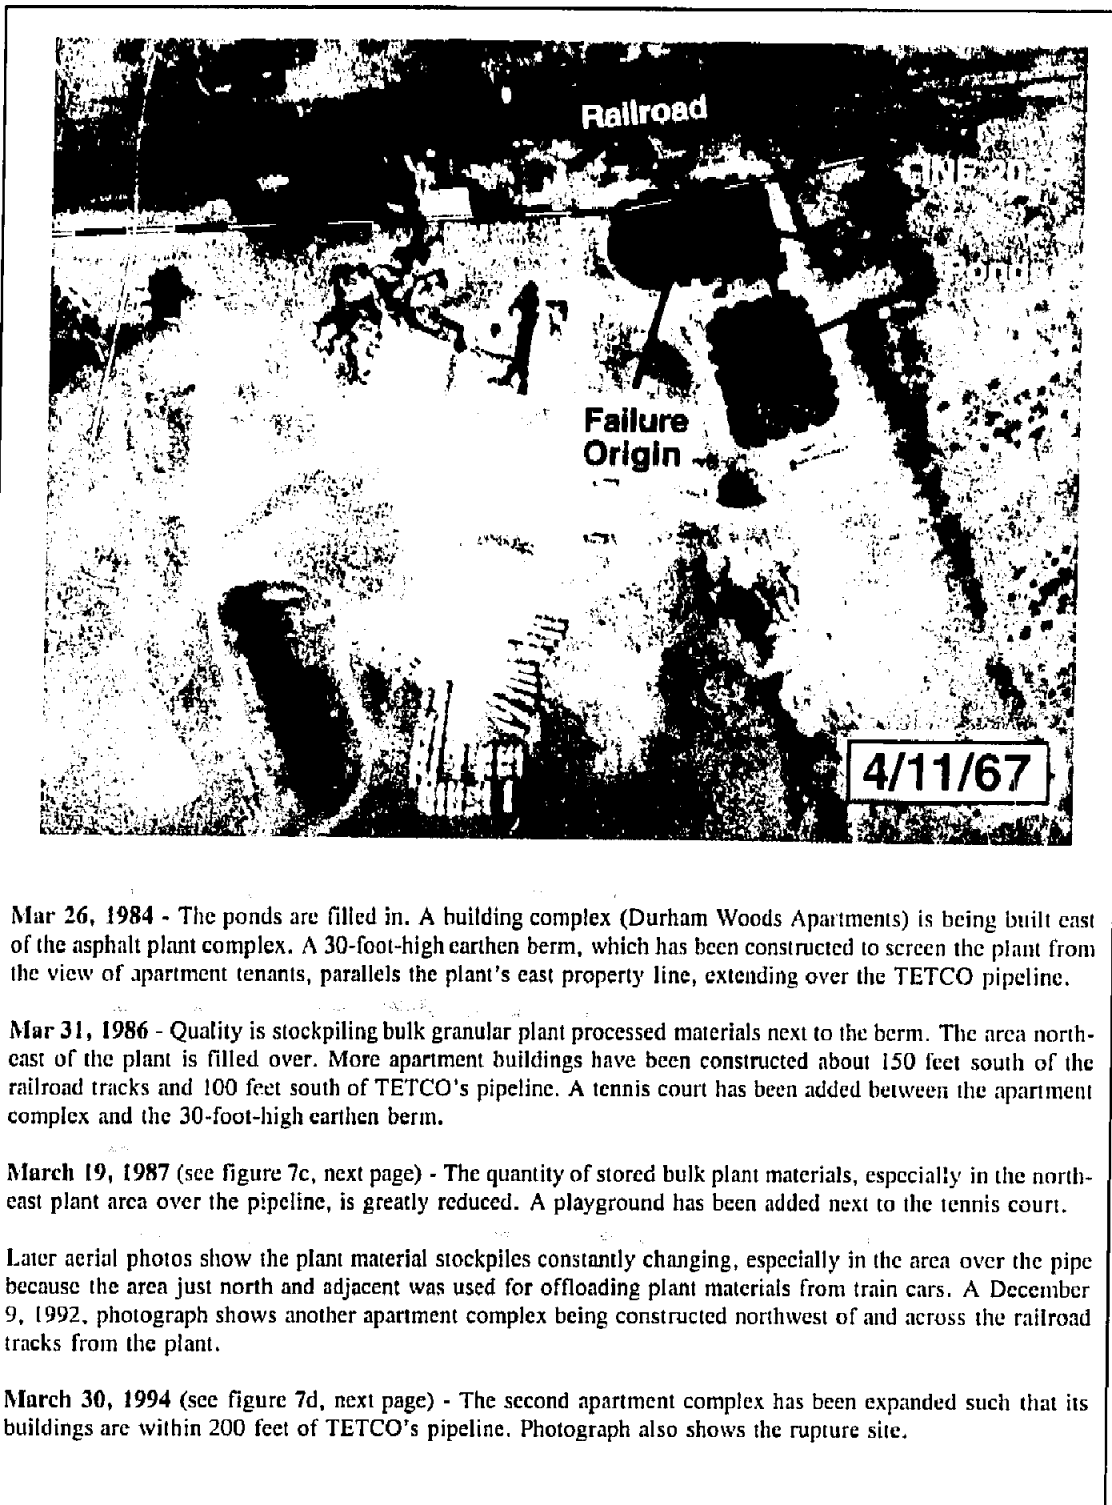 Railroad
LINE 20
Ponds
Failure
Origin
4/11/67
Mar 26, 1984 - The ponds are filled in. A building complex (Durham Woods Apartments) is being built east
of the asphalt plant complex. A 30-foot-high earthen berm, which has been constructed to screen the plant from
the view of apartment tenants, parallels the plant's east property line, extending over the TETCO pipeline.
Mar 31, 1986 - Quality is stockpiling bulk granular plant processed materials next to the berm. The area north-
east of the plant is filled over. More apartment buildings have been constructed about 150 feet south of the
railroad tracks and 100 feet south of TETCO's pipeline. A tennis court has been added between the apartment
complex and the 30-foot-high earthen berm.
March 19, 1987 (see figure 7c, next page) - The quantity of stored bulk plant materials, especially in the north-
east plant area over the pipeline, is greatly reduced. A playground has been added next to the tennis court.
Later aerial photos show the plant material stockpiles constantly changing, especially in the area over the pipe
because the area just north and adjacent was used for offloading plant materials from train cars. A December
9, 1992, photograph shows another apartment complex being constructed northwest of and across the railroad
tracks from the plant.
March 30, 1994 (see figure 7d, next page) - The second apartment complex has been expanded such that its
buildings are within 200 feet of TETCO's pipeline. Photograph also shows the rupture site.